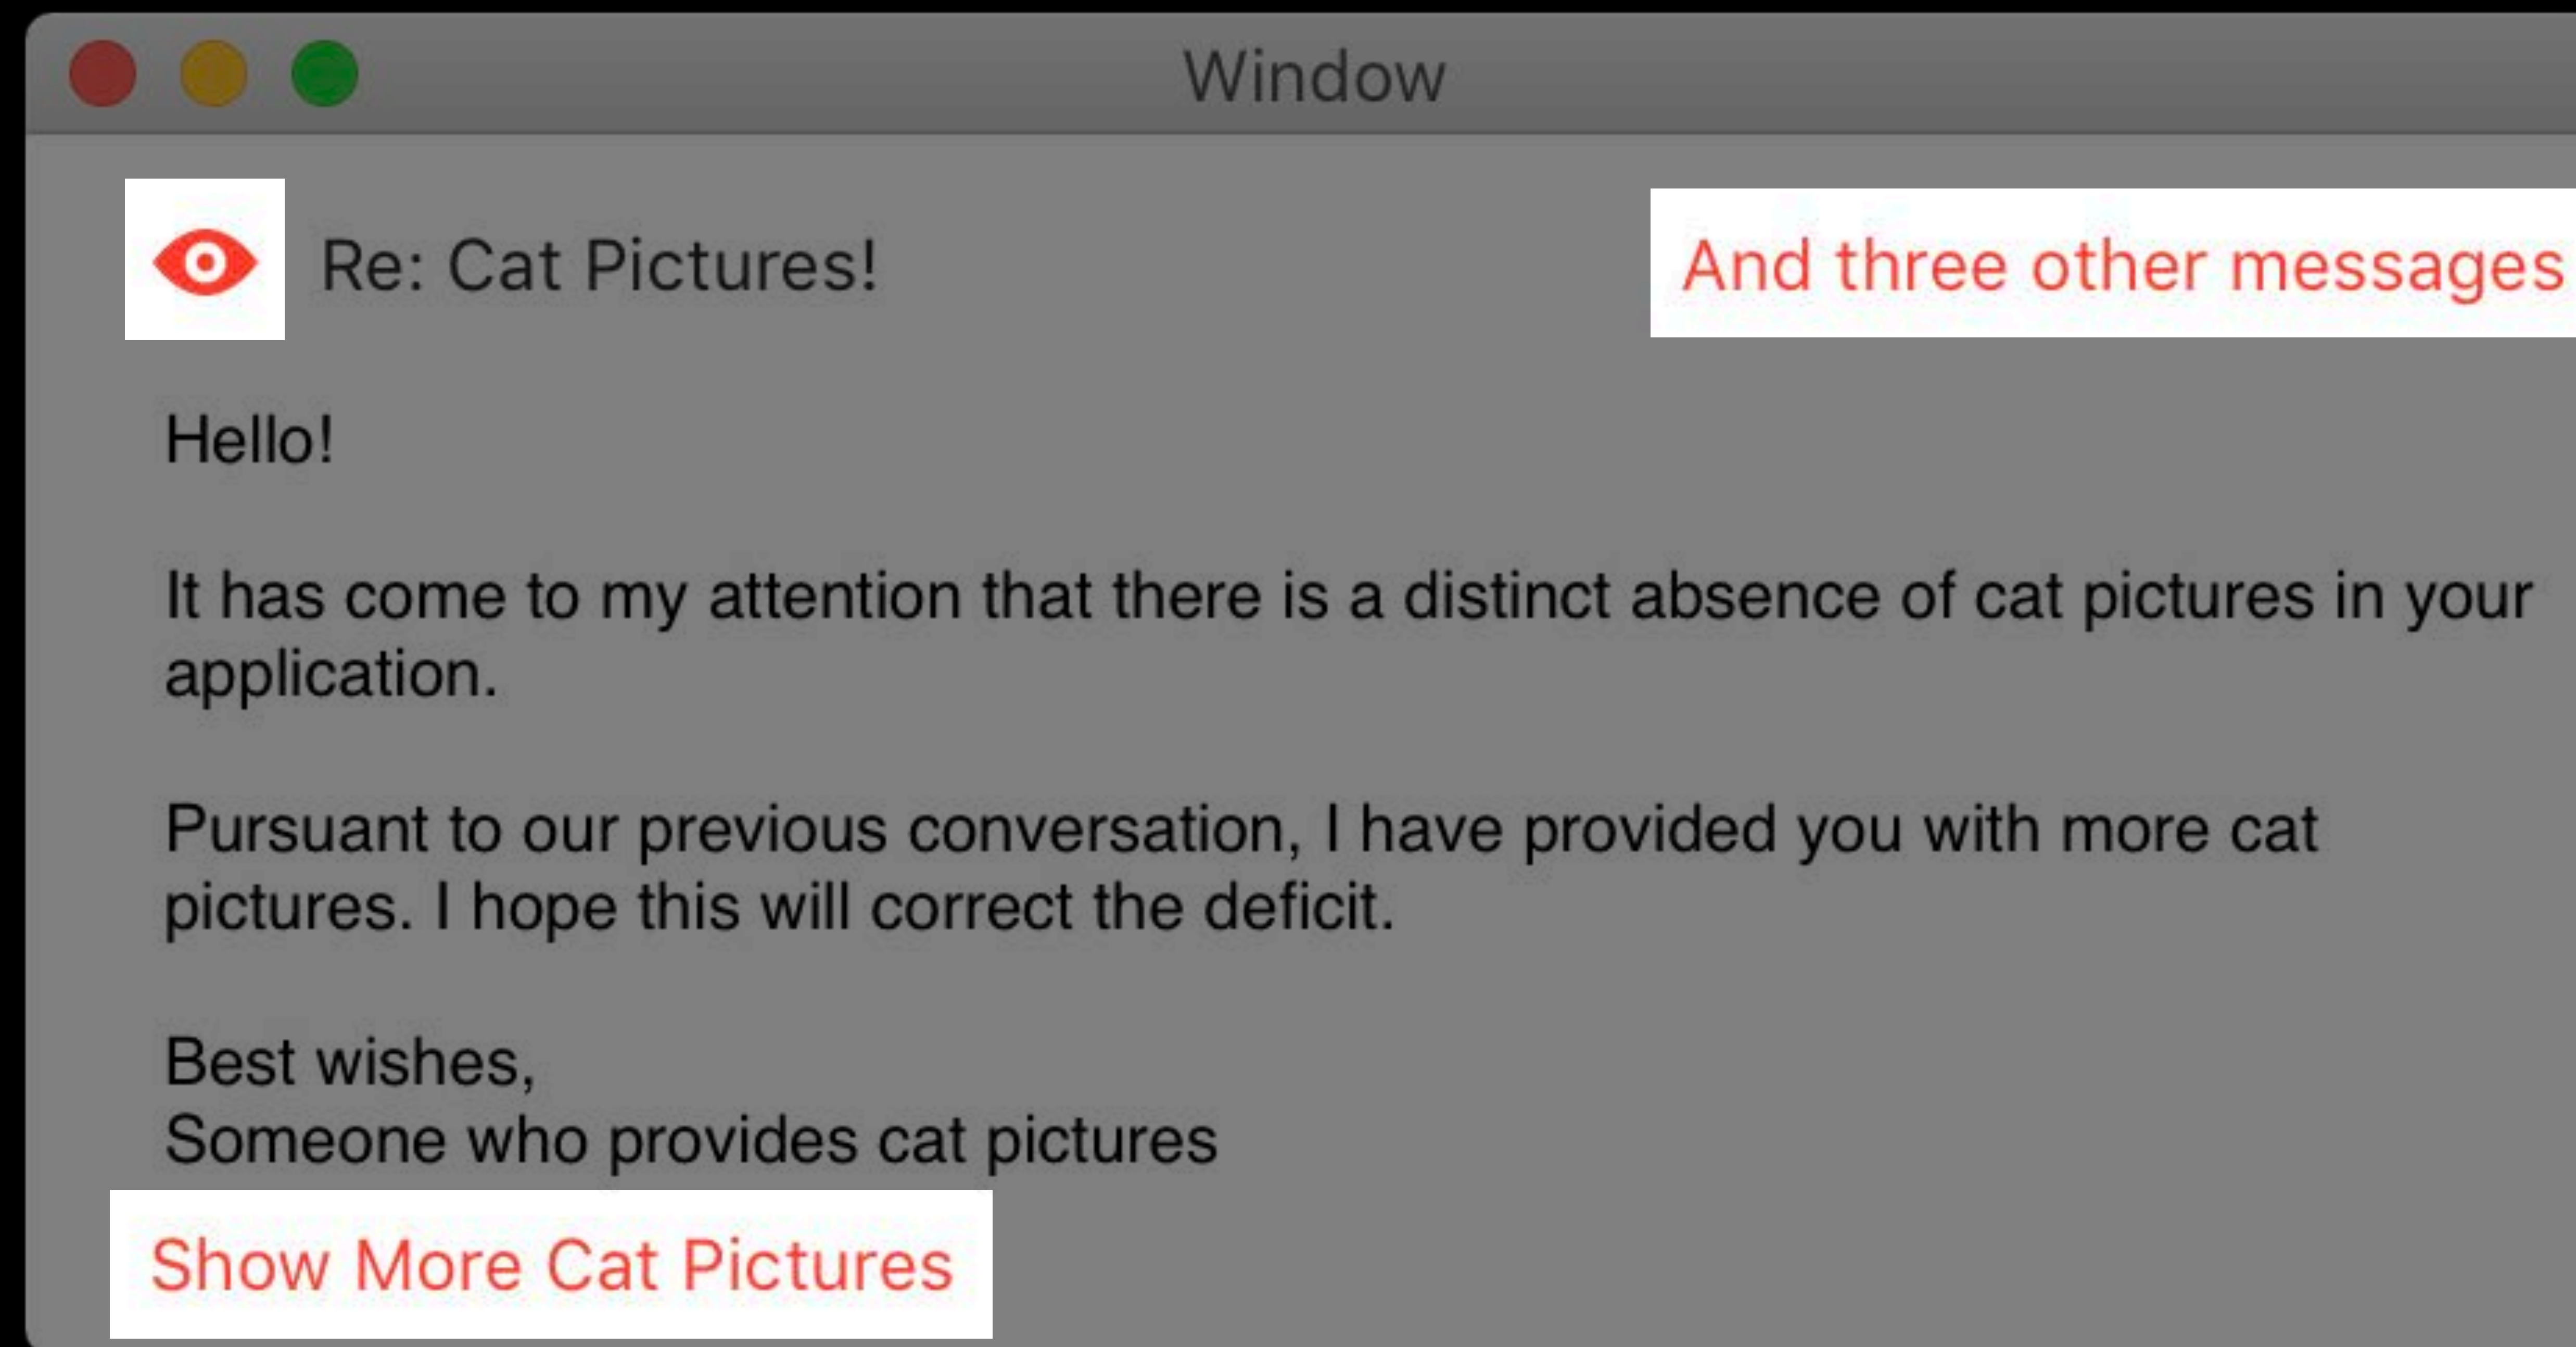 Window
Re: Cat Pictures!
And three other messages
Hello!
It has come to my attention that there is a distinct absence of cat pictures in your
application.
Pursuant to our previous conversation, I have provided you with more cat
pictures. I hope this will correct the deficit.
Best wishes,
Someone who provides cat pictures
Show More Cat Pictures